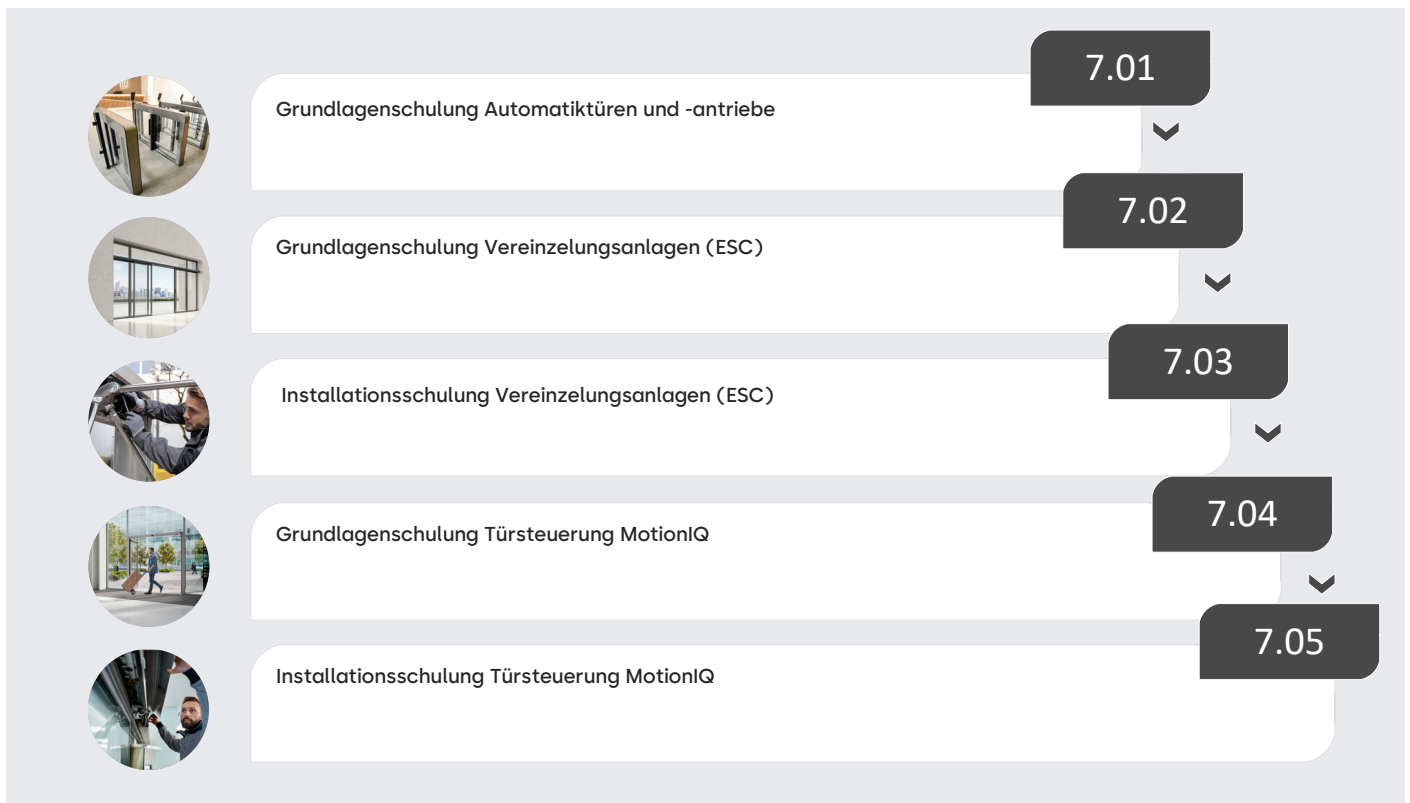 7.01
Grundlagenschulung Automatiktüren und -antriebe
7.02
Grundlagenschulung Vereinzelungsanlagen (ESC)
7.03
Installationsschulung Vereinzelungsanlagen (ESC)
7.04
Grundlagenschulung Türsteuerung MotionIQ
7.05
Installationsschulung Türsteuerung MotionIQ